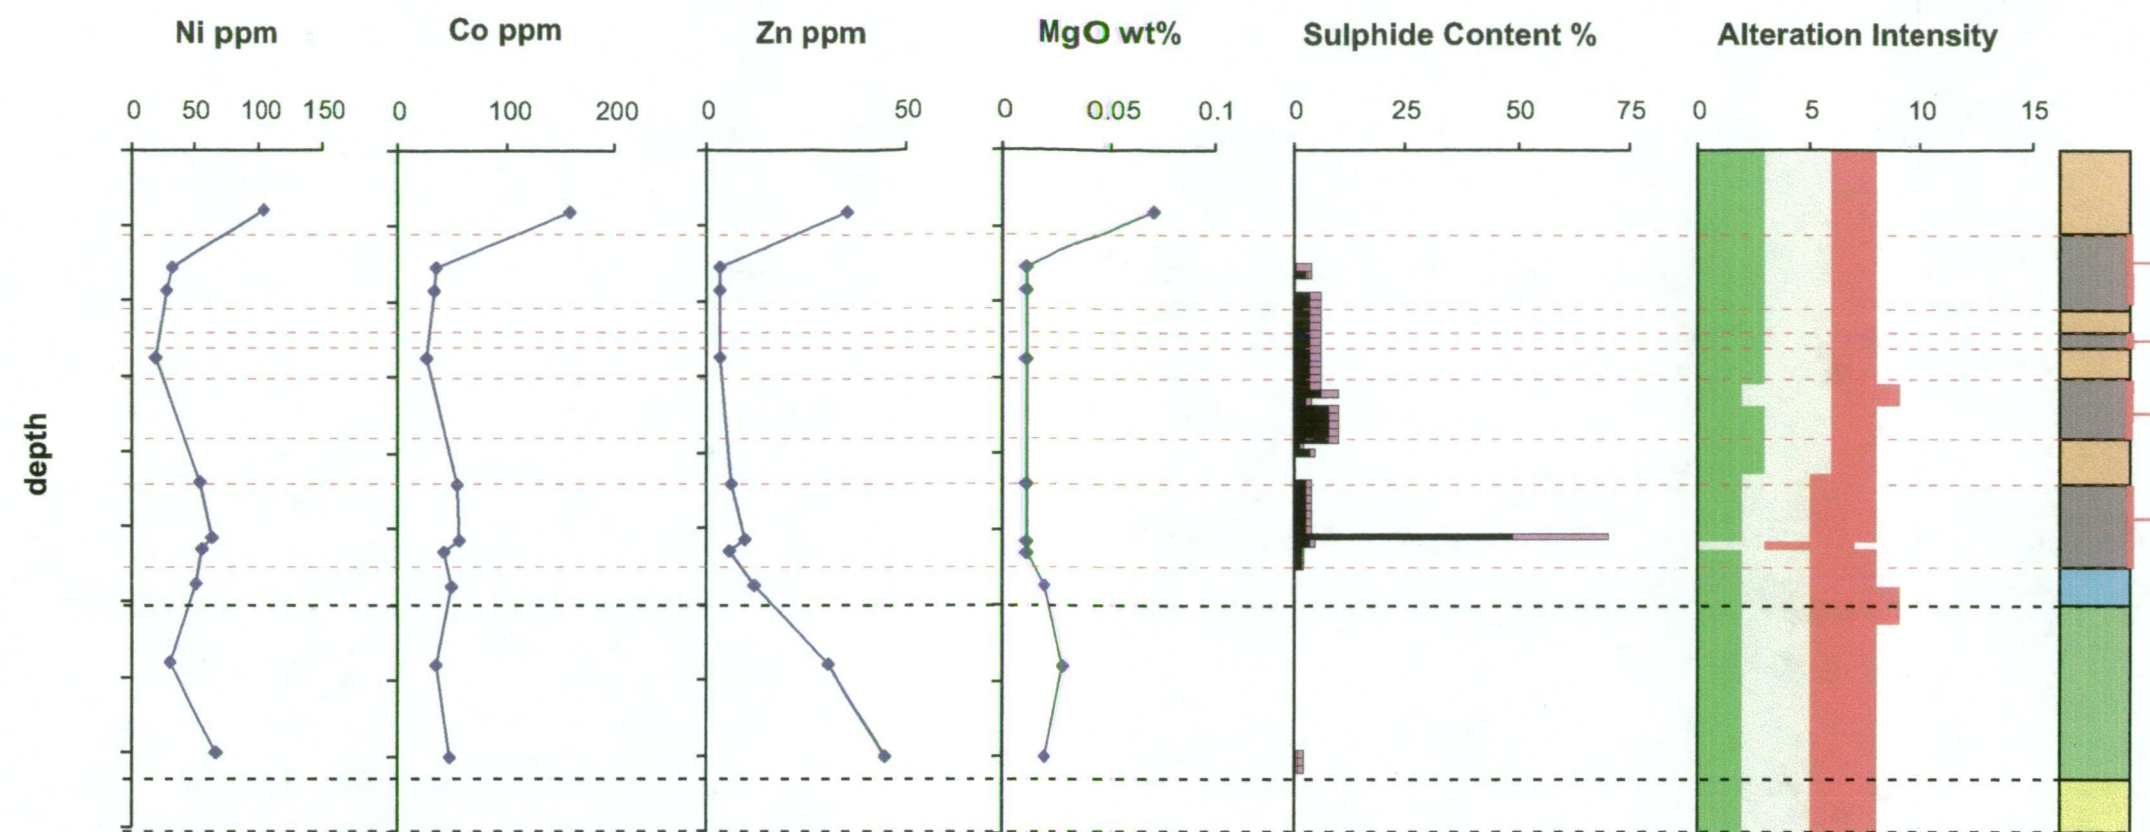 Ni ppm Co ppm Zn ppm MgO wt% Sulphide Content % Alteration Intensity
0 50 100 150 0 100 200 0 50 0 0.05 0.1 0 25 50 75 0 5 10 15
depth